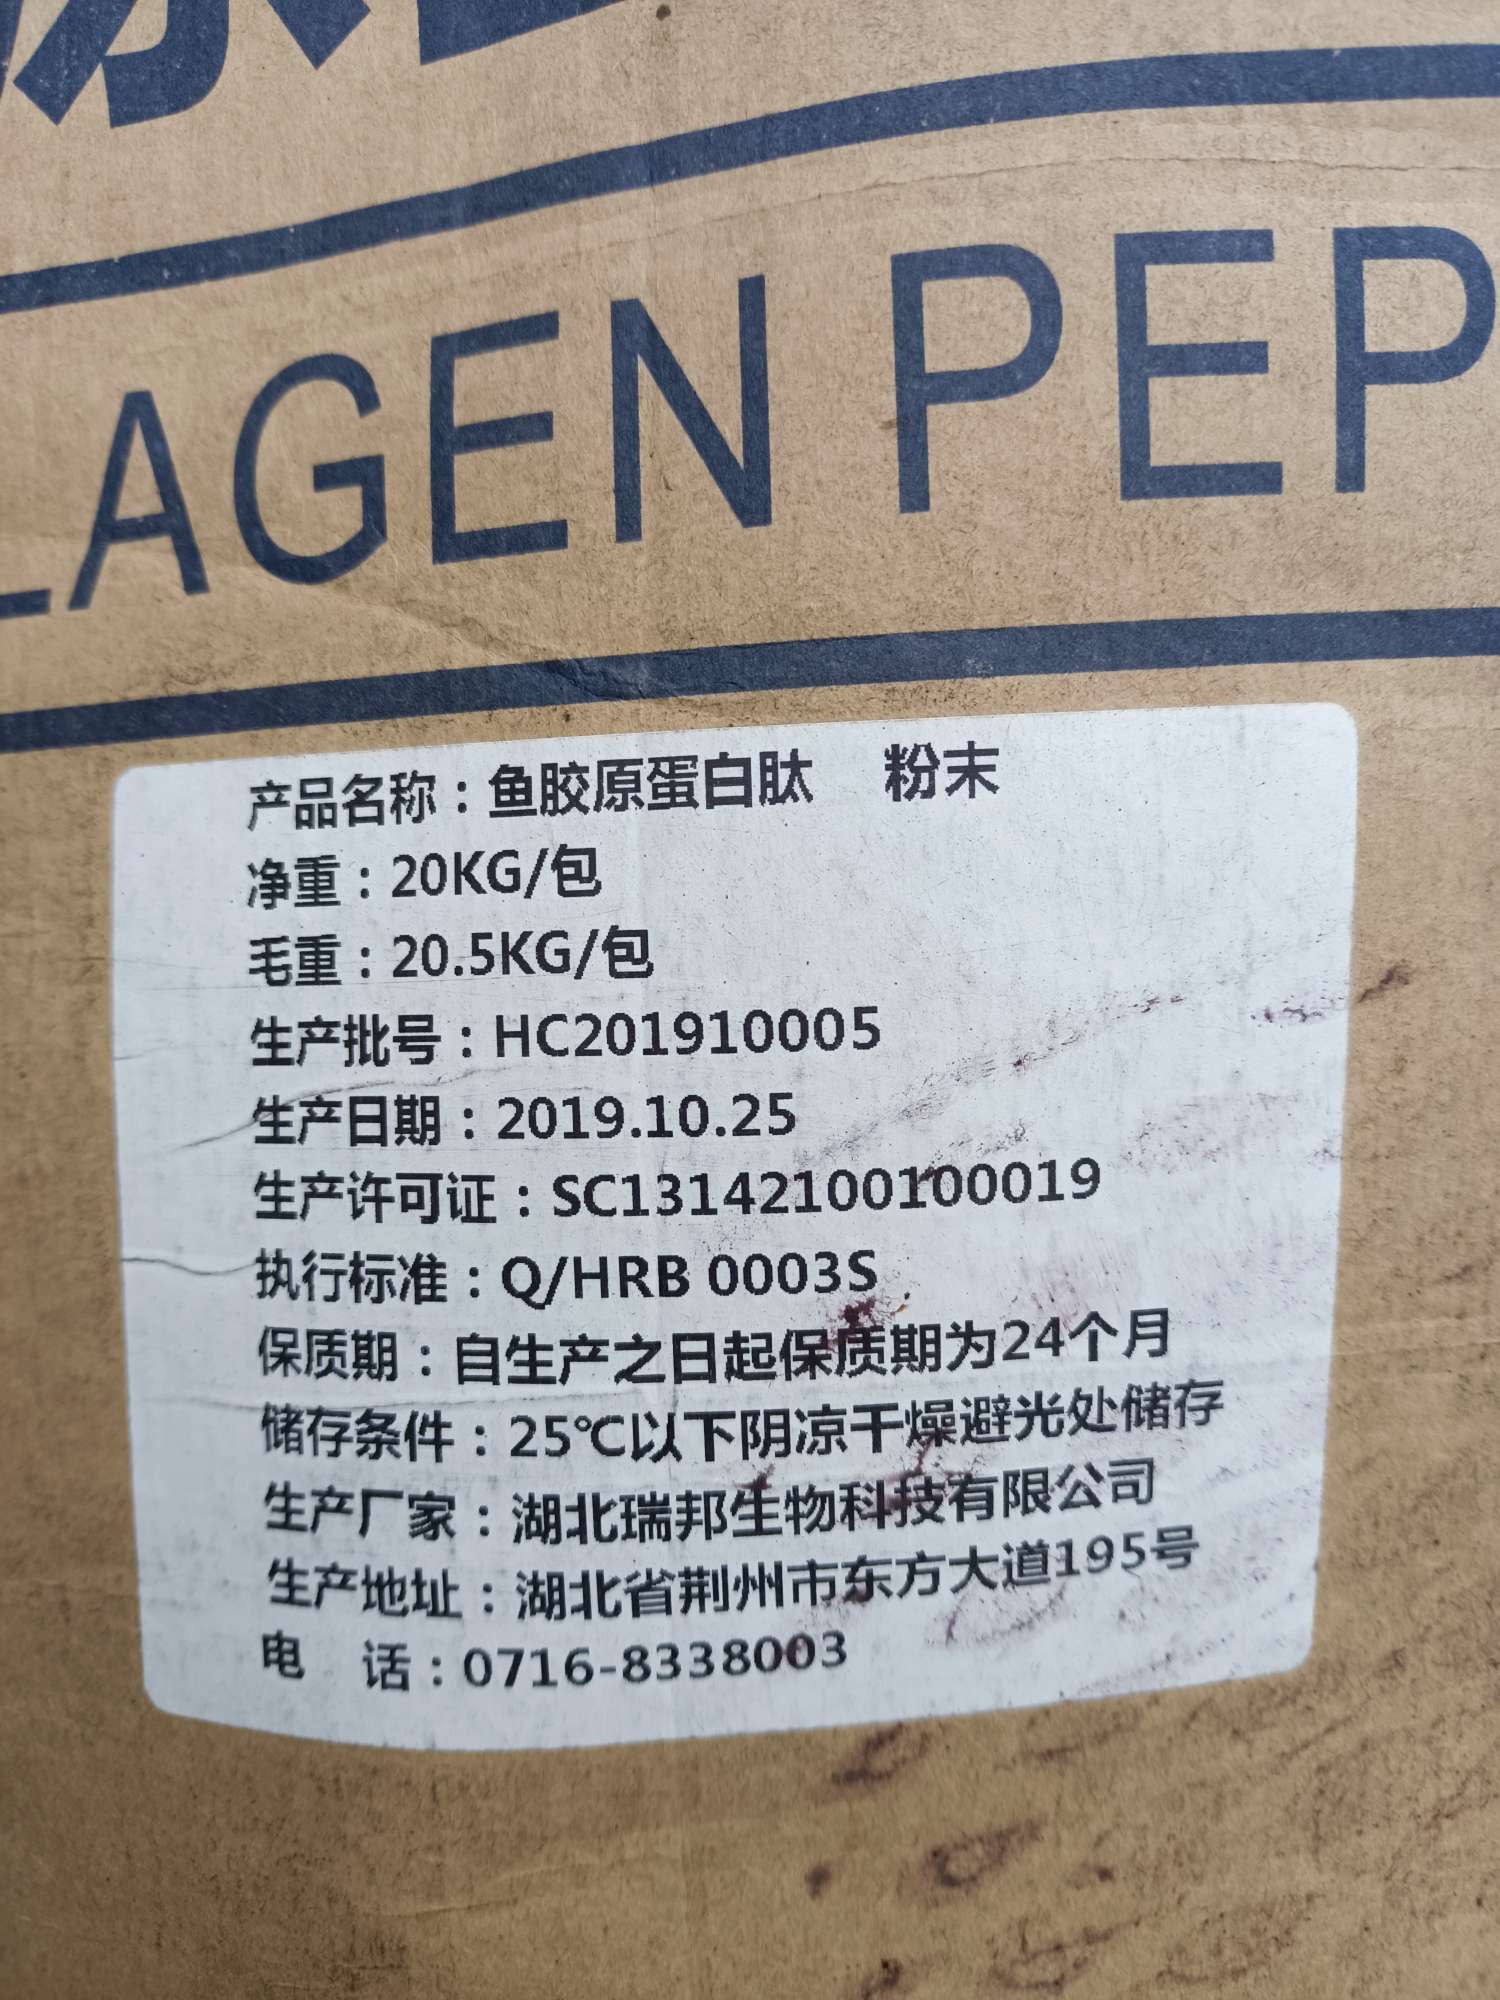 LAGEN PEP
产品名称：鱼胶原蛋白肽 粉末
净重：20KG/包
毛重：20.5KG/包
生产批号：HC201910005
生产日期：2019.10.25
生产许可证：SC13142100100019
执行标准：Q/HRB 0003S
保质期：自生产之日起保质期为24个月
储存条件：25℃以下阴凉干燥避光处储存
生产厂家：湖北瑞邦生物科技有限公司
生产地址：湖北省荆州市东方大道195号
电 话：0716-8338003